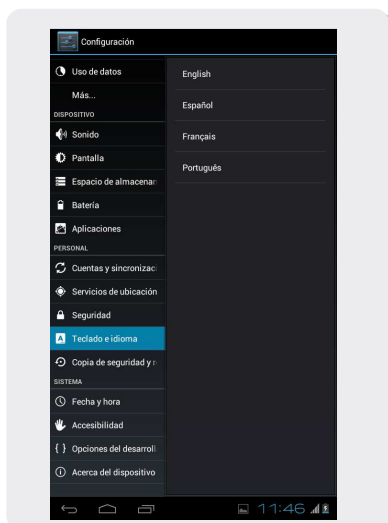 Configuración
Uso de datos
Más...
DISPOSITIVO
Sonido
Pantalla
Espacio de almacenar
Batería
Aplicaciones
PERSONAL
Cuentas y sincronizaci
Servicios de ubicación
Seguridad
A Teclado e idioma
Copia de seguridad y r
SISTEMA
Fecha y hora
Accesibilidad
{ } Opciones del desarroll
Acerca del dispositivo
English
Español
Français
Português
11:46